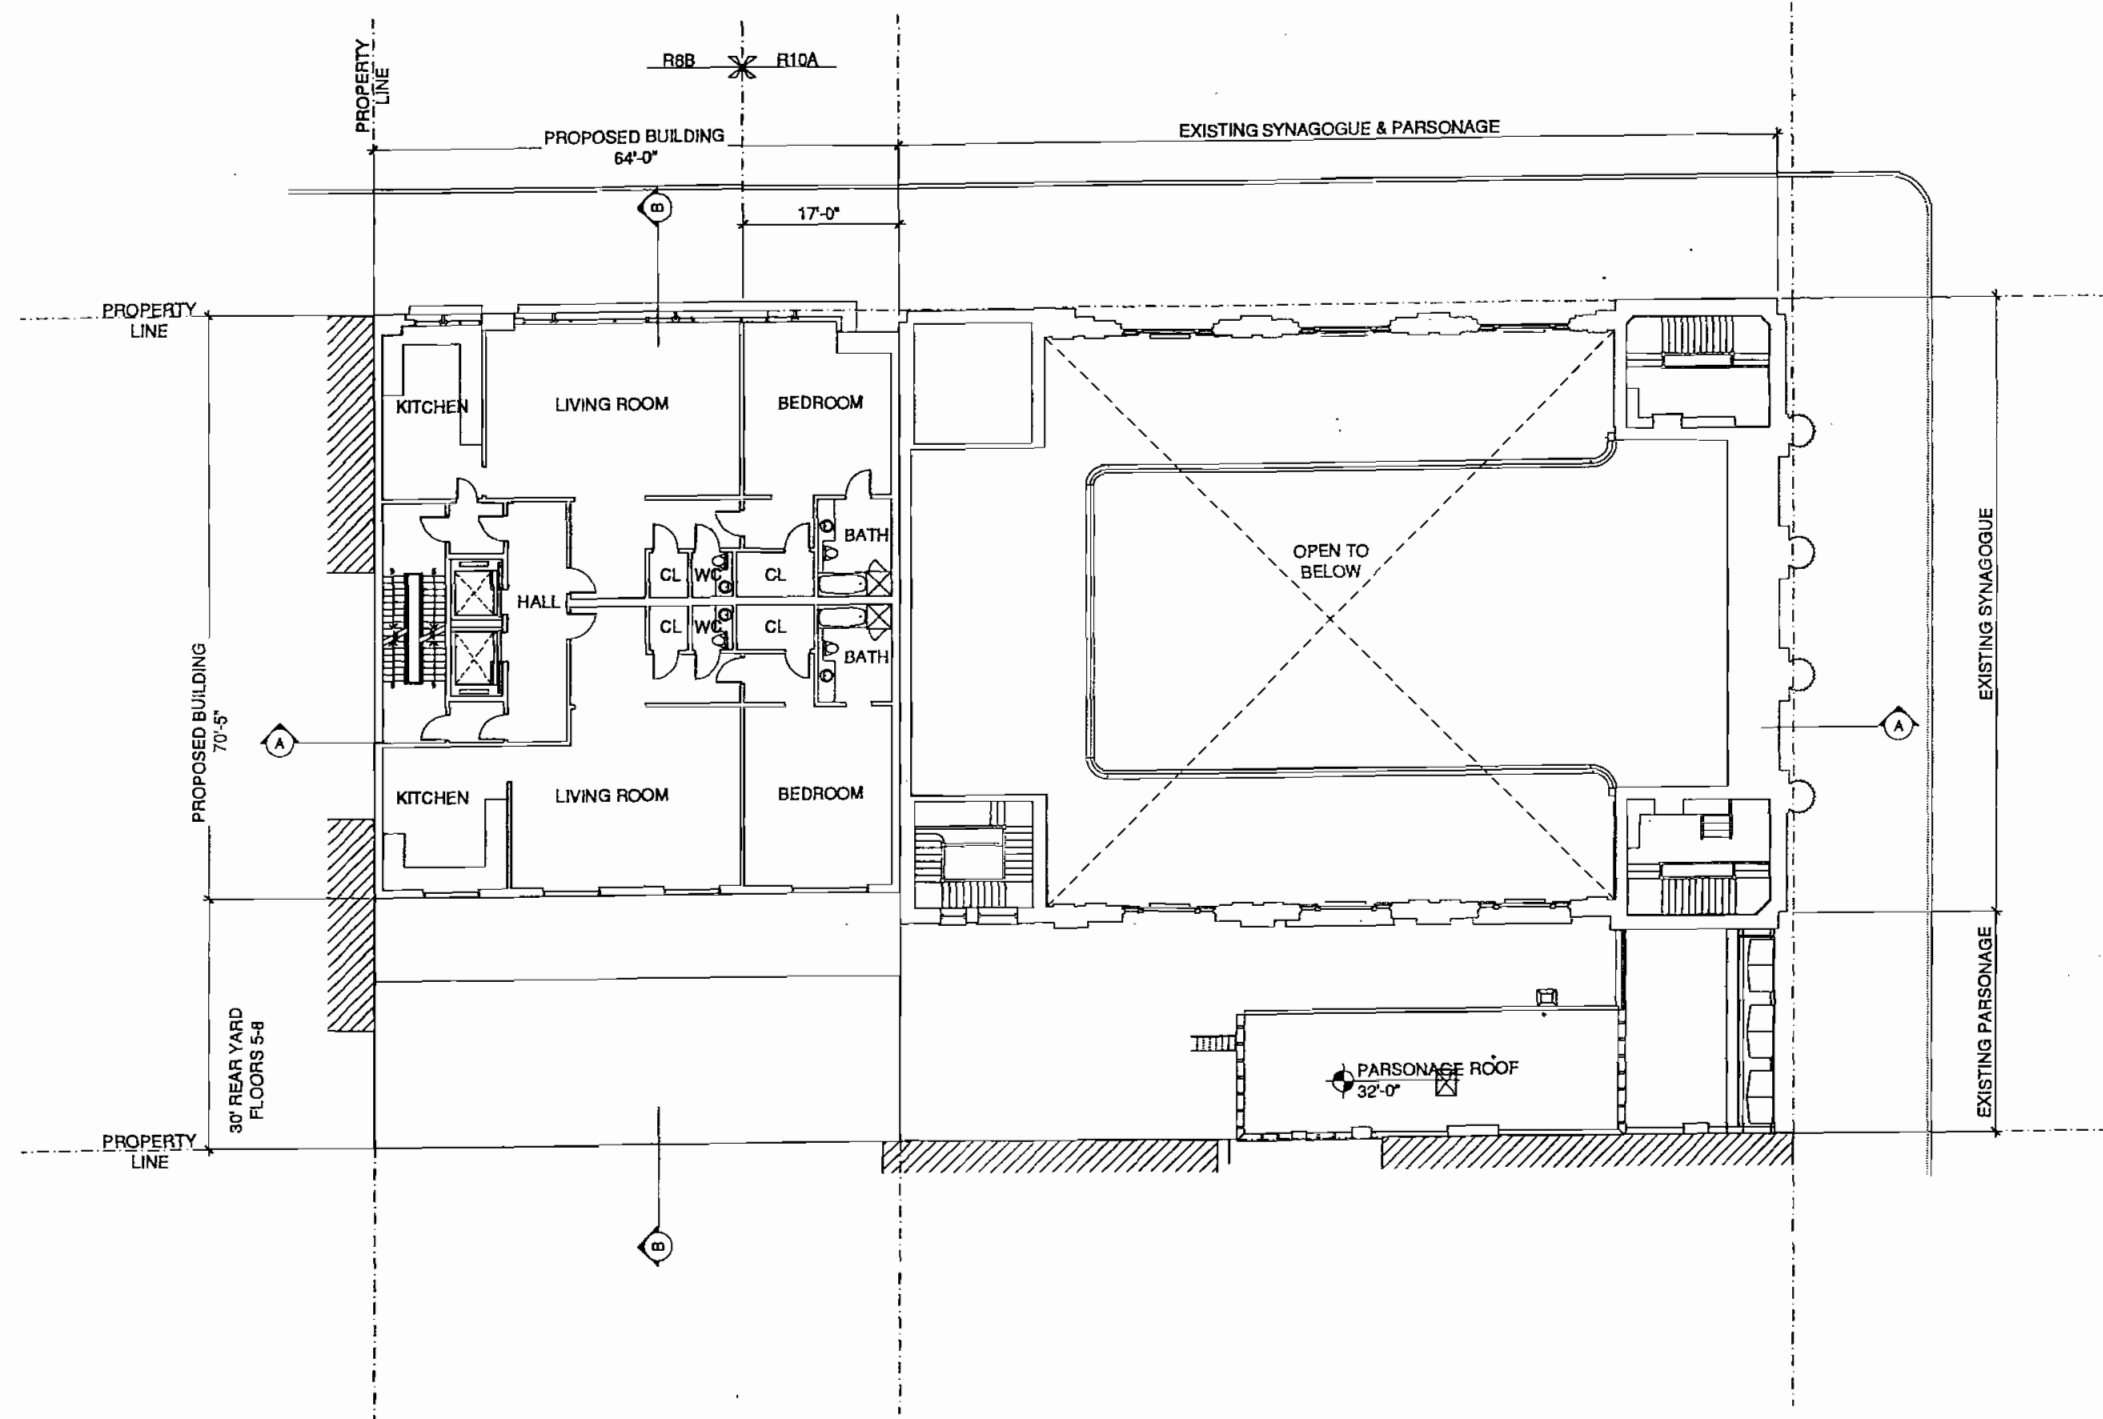 PROPERTY
LINE
R8B
R10A
PROPOSED BUILDING
64'-0"
EXISTING SYNAGOGUE & PARSONAGE
B
17'-0"
PROPERTY
LINE
KITCHEN
LIVING ROOM
BEDROOM
BATH
CL
WC
CL
HALL
CL
WC
CL
BATH
OPEN TO
BELOW
EXISTING SYNAGOGUE
PROPOSED BUILDING
70'-5"
A
A
KITCHEN
LIVING ROOM
BEDROOM
30' REAR YARD
FLOORS 5-8
PARSONAGE ROOF
32'-0"
EXISTING PARSONAGE
PROPERTY
LINE
B